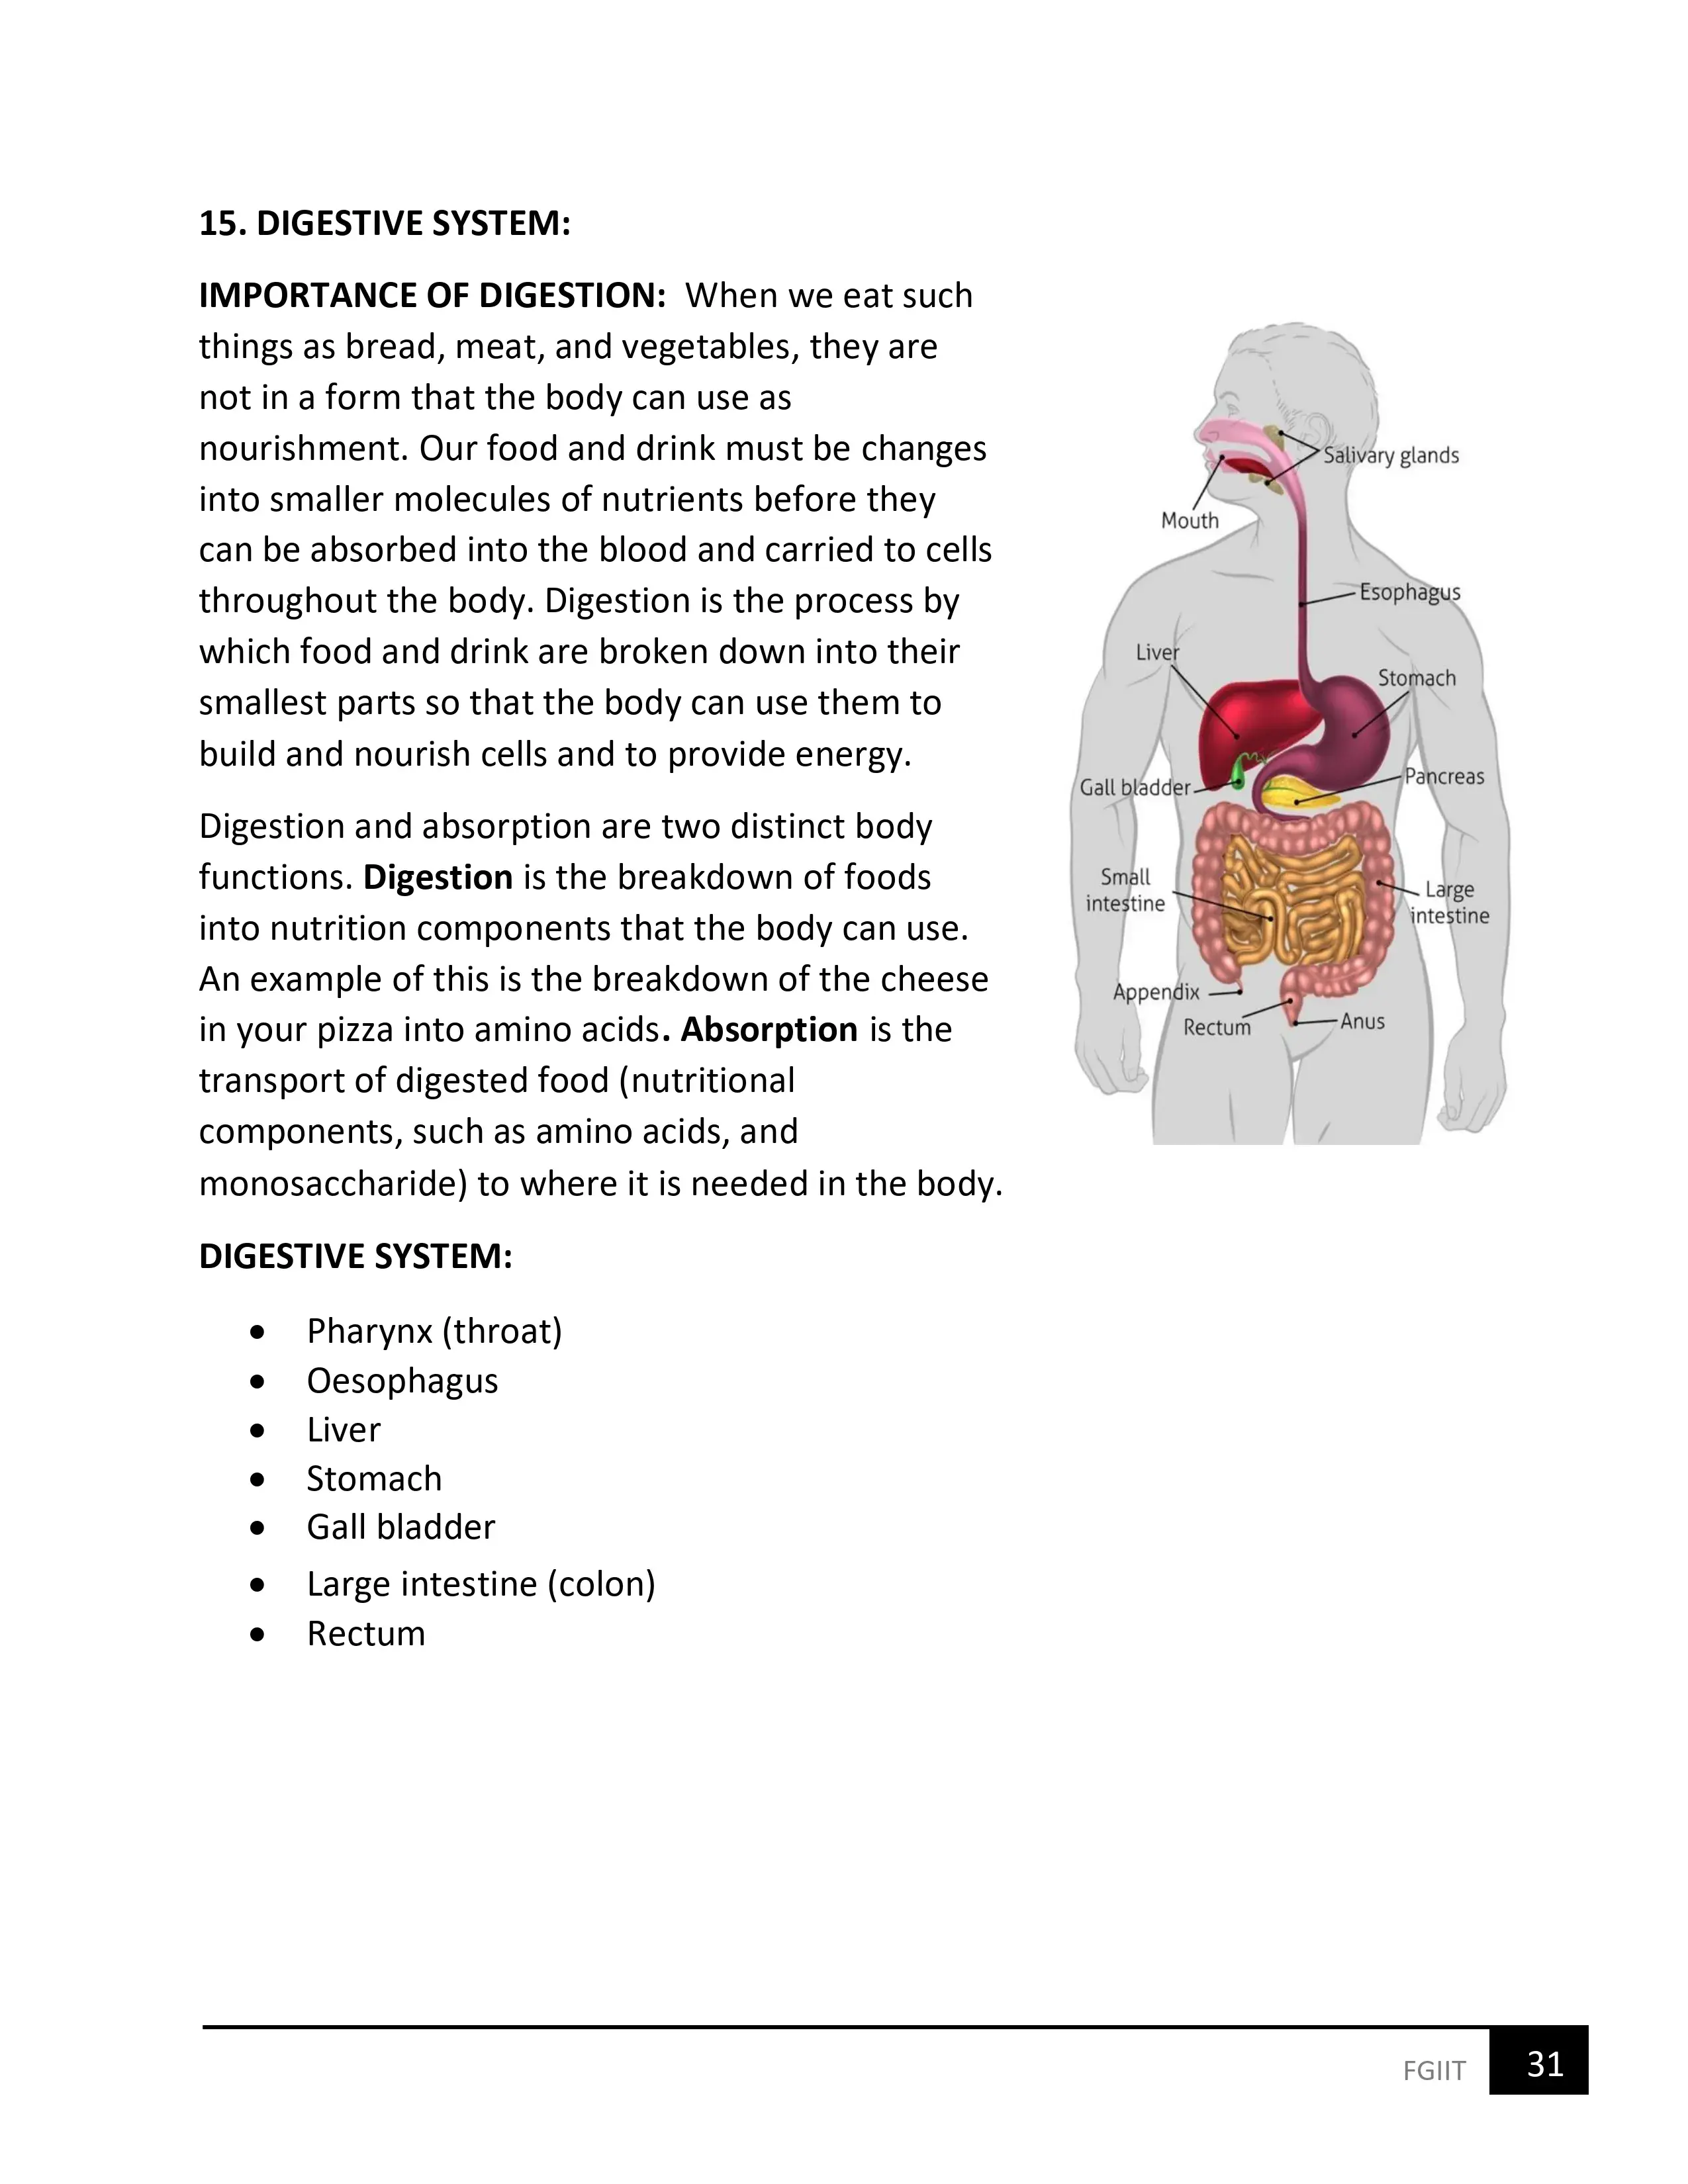 15. DIGESTIVE SYSTEM:
IMPORTANCE OF DIGESTION: When we eat such
things as bread, meat, and vegetables, they are
not in a form that the body can use as
nourishment. Our food and drink must be changes
into smaller molecules of nutrients before they
can be absorbed into the blood and carried to cells
throughout the body. Digestion is the process by
which food and drink are broken down into their
smallest parts so that the body can use them to
build and nourish cells and to provide energy.
Digestion and absorption are two distinct body
functions. Digestion is the breakdown of foods
into nutrition components that the body can use.
An example of this is the breakdown of the cheese
in your pizza into amino acids. Absorption is the
transport of digested food (nutritional
components, such as amino acids, and
monosaccharide) to where it is needed in the body.
Salivary glands
Mouth
Esophagus
Liver
Stomach
Pancreas
Gall bladder
Small
intestine
Large
intestine
Appendix
Rectum
Anus
DIGESTIVE SYSTEM:
• Pharynx (throat)
• Oesophagus
• Liver
• Stomach
• Gall bladder
• Large intestine (colon)
• Rectum
FGIIT 31